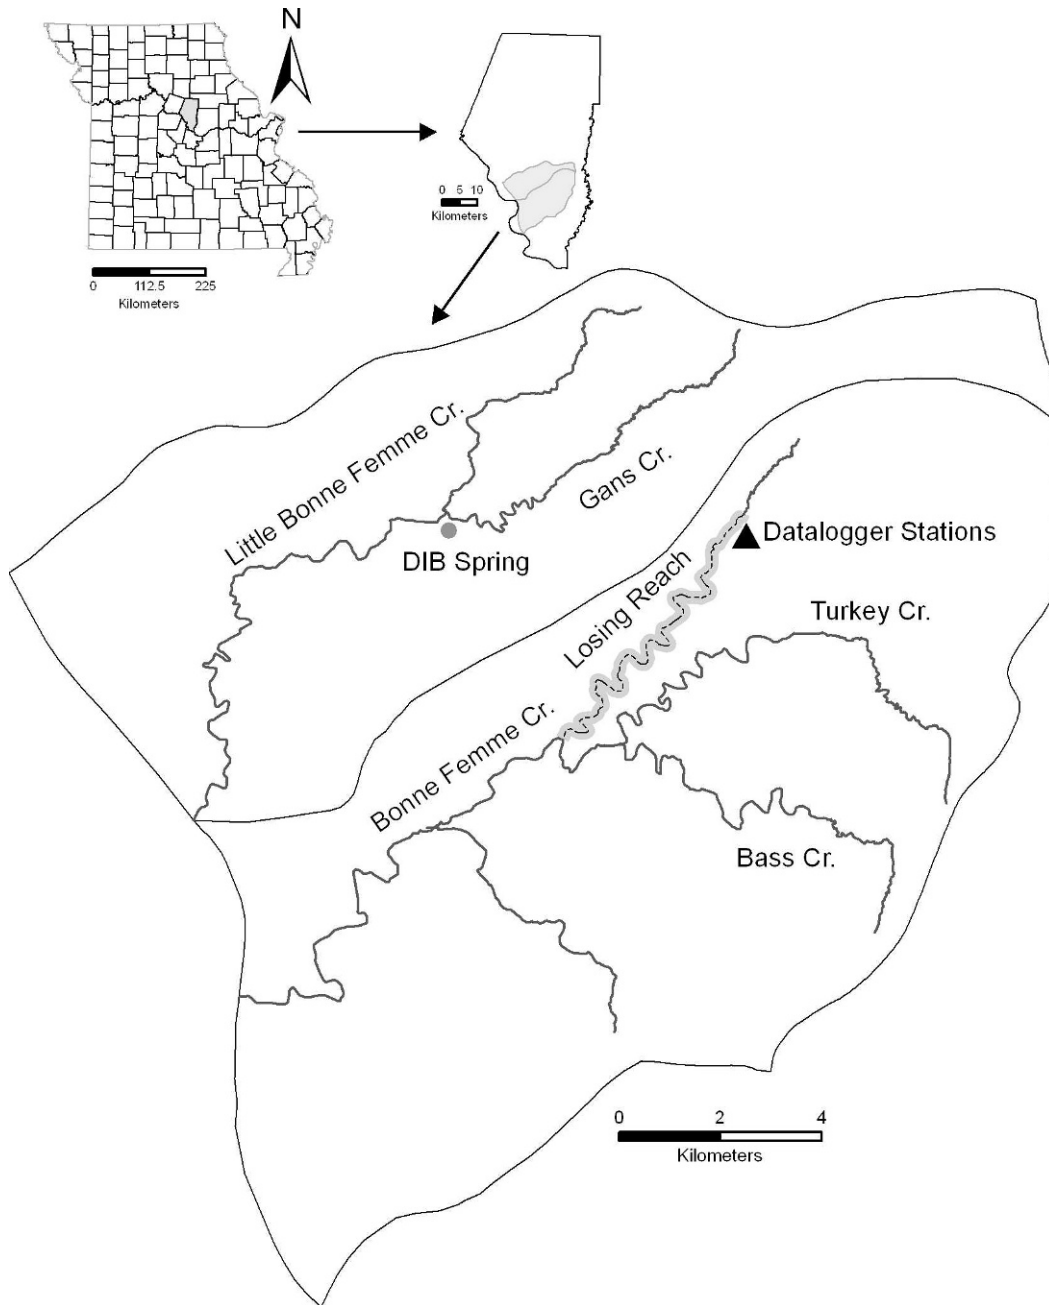 N
0 5 10
Kilometers
0 112.5 225
Kilometers
Little Bonne Femme Cr.
Gans Cr.
DIB Spring
Datalogger Stations
Losing Reach
Turkey Cr.
Bonne Femme Cr.
Bass Cr.
0 2 4
Kilometers